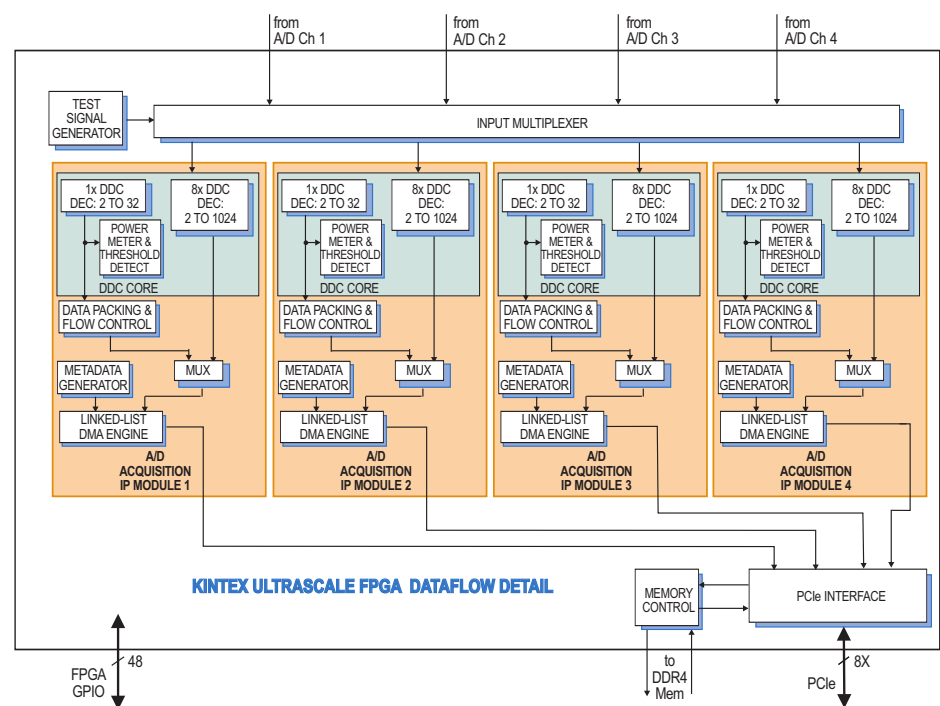 from
A/D Ch 1
from
A/D Ch 2
from
A/D Ch 3
from
A/D Ch 4
TEST
SIGNAL
GENERATOR
INPUT MULTIPLEXER
1x DDC
DEC: 2 TO 32
8x DDC
DEC:
2 TO 1024
POWER
METER &
THRESHOLD
DETECT
DDC CORE
DATA PACKING &
FLOW CONTROL
METADATA
GENERATOR
MUX
LINKED-LIST
DMA ENGINE
A/D
ACQUISITION
IP MODULE 1
1x DDC
DEC: 2 TO 32
8x DDC
DEC:
2 TO 1024
POWER
METER &
THRESHOLD
DETECT
DDC CORE
DATA PACKING &
FLOW CONTROL
METADATA
GENERATOR
MUX
LINKED-LIST
DMA ENGINE
A/D
ACQUISITION
IP MODULE 2
1x DDC
DEC: 2 TO 32
8x DDC
DEC:
2 TO 1024
POWER
METER &
THRESHOLD
DETECT
DDC CORE
DATA PACKING &
FLOW CONTROL
METADATA
GENERATOR
MUX
LINKED-LIST
DMA ENGINE
A/D
ACQUISITION
IP MODULE 3
1x DDC
DEC: 2 TO 32
8x DDC
DEC:
2 TO 1024
POWER
METER &
THRESHOLD
DETECT
DDC CORE
DATA PACKING &
FLOW CONTROL
METADATA
GENERATOR
MUX
LINKED-LIST
DMA ENGINE
A/D
ACQUISITION
IP MODULE 4
KINTEX ULTRASCALE FPGA DATAFLOW DETAIL
MEMORY
CONTROL
PCIe INTERFACE
48
FPGA
GPIO
to
DDR4
Mem
8X
PCIe